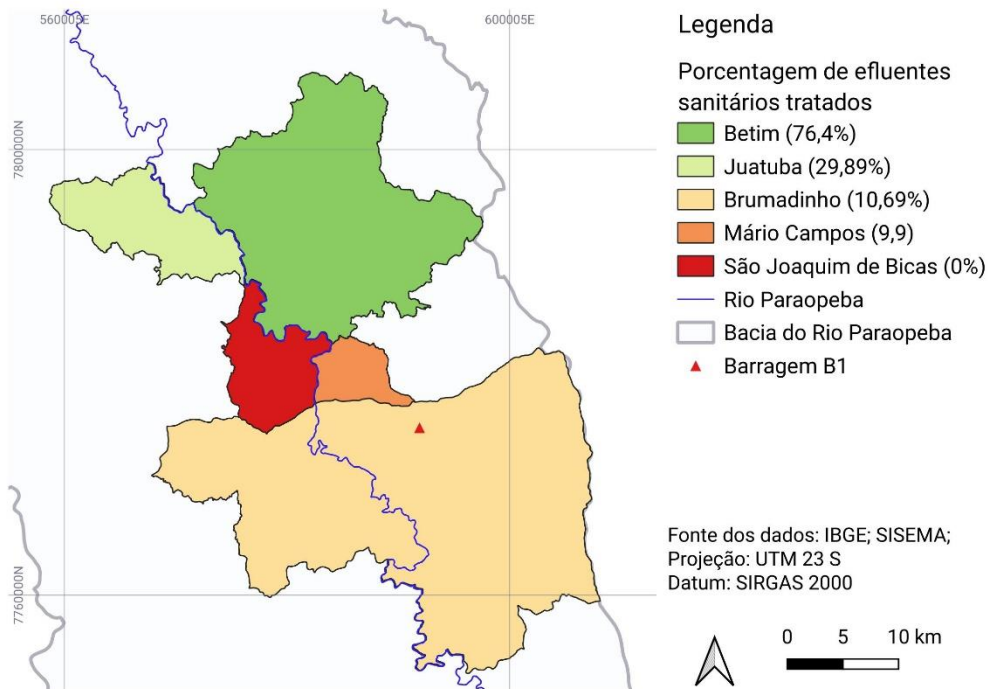 560005E
600005E
7800000N
7760000N
Legenda
Porcentagem de efluentes
sanitários tratados
Betim (76,4%)
Juatuba (29,89%)
Brumadinho (10,69%)
Mário Campos (9,9)
São Joaquim de Bicas (0%)
Rio Paraopeba
Bacia do Rio Paraopeba
Barragem B1
Fonte dos dados: IBGE; SISEMA;
Projeção: UTM 23 S
Datum: SIRGAS 2000
0 5 10 km